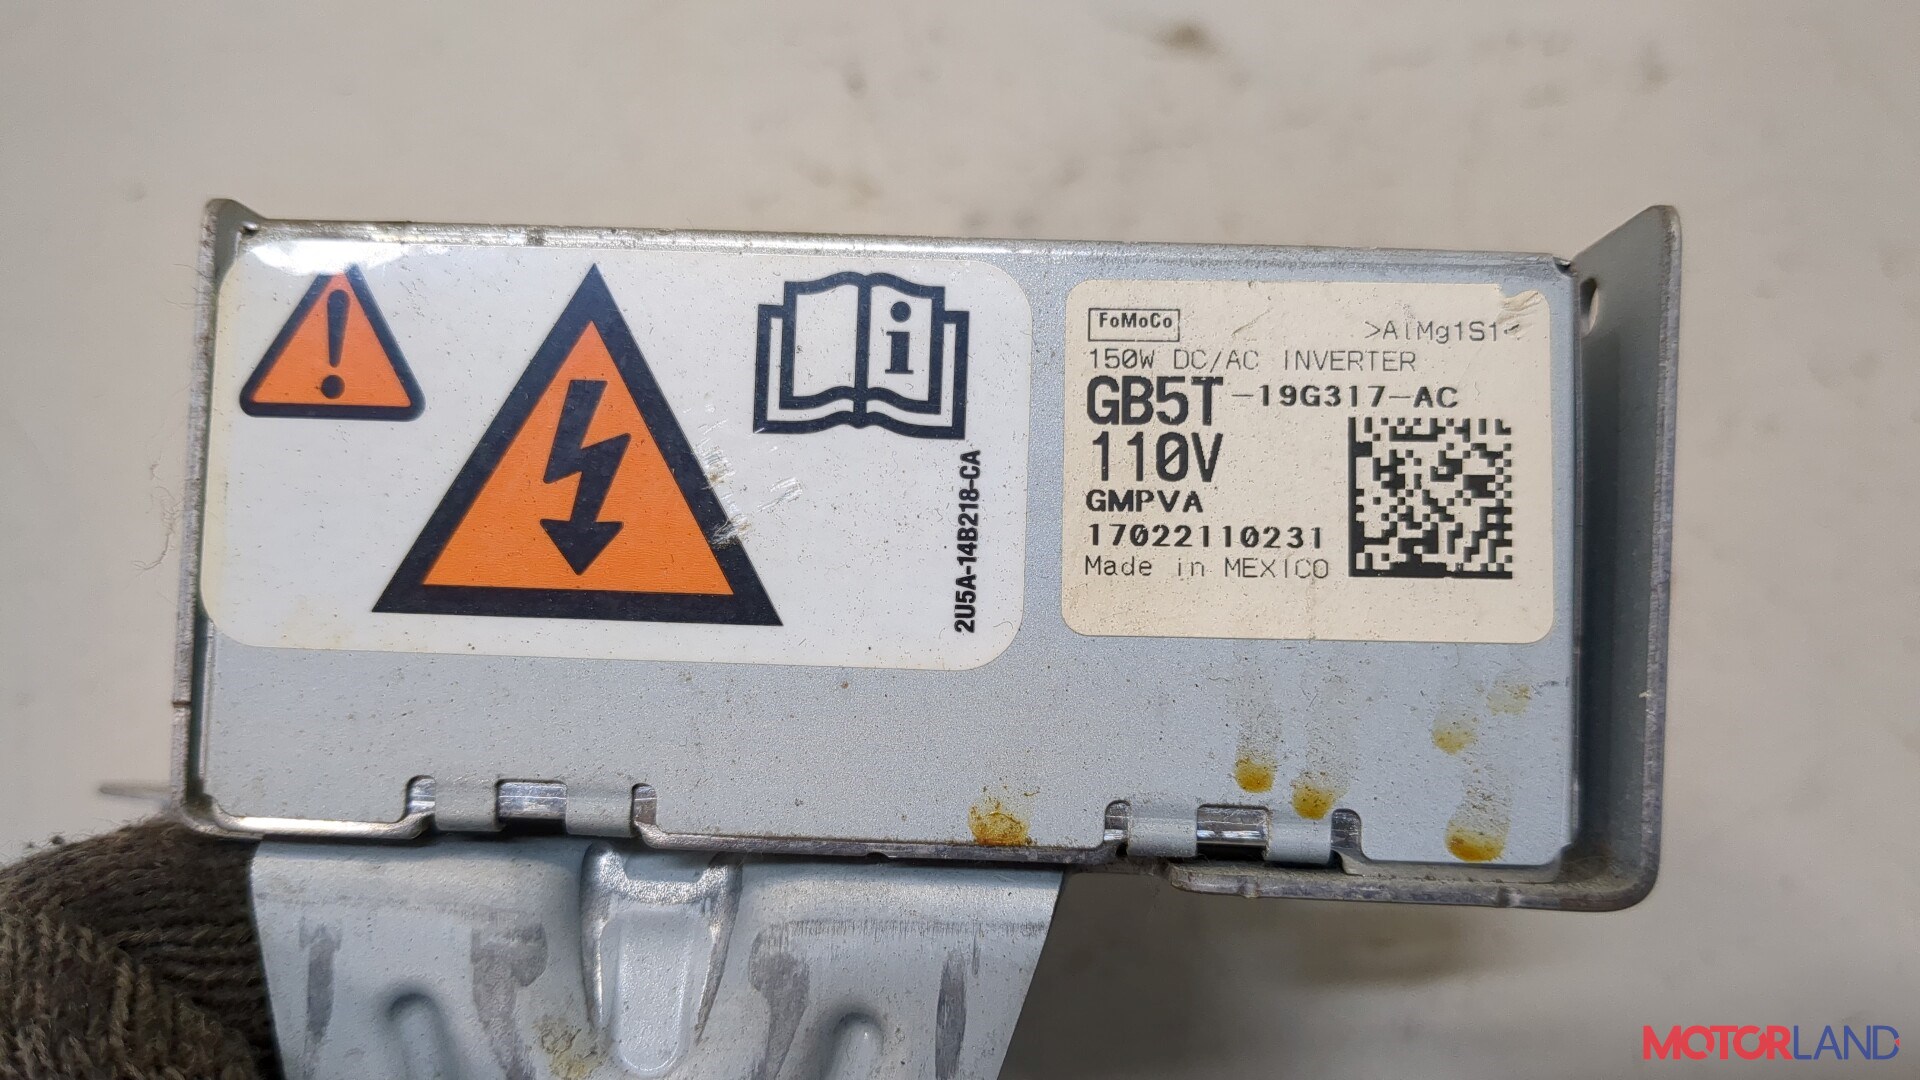 !
i
2U5A-14B218-CA
FoMoCo >AlMg1S1<
150W DC/AC INVERTER
GB5T-19G317-AC
110V
GMPVA
17022110231
Made in MEXICO
MOTORLAND